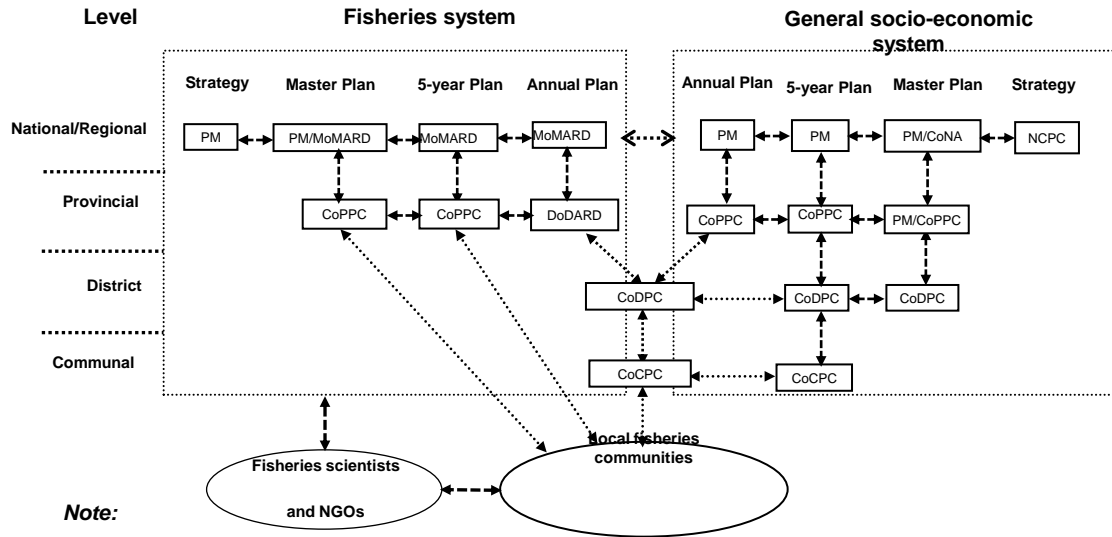 Level
Fisheries system
General socio-economic
system
Strategy
Master Plan
5-year Plan
Annual Plan
Annual Plan
5-year Plan
Master Plan
Strategy
National/Regional
PM
PM/MoMARD
MoMARD
MoMARD
PM
PM
PM/CoNA
NCPC
Provincial
CoPPC
CoPPC
DoDARD
CoPPC
CoPPC
PM/CoPPC
District
CoDPC
CoDPC
CoDPC
Communal
CoCPC
CoCPC
Local fisheries
communities
Fisheries scientists
and NGOs
Note: